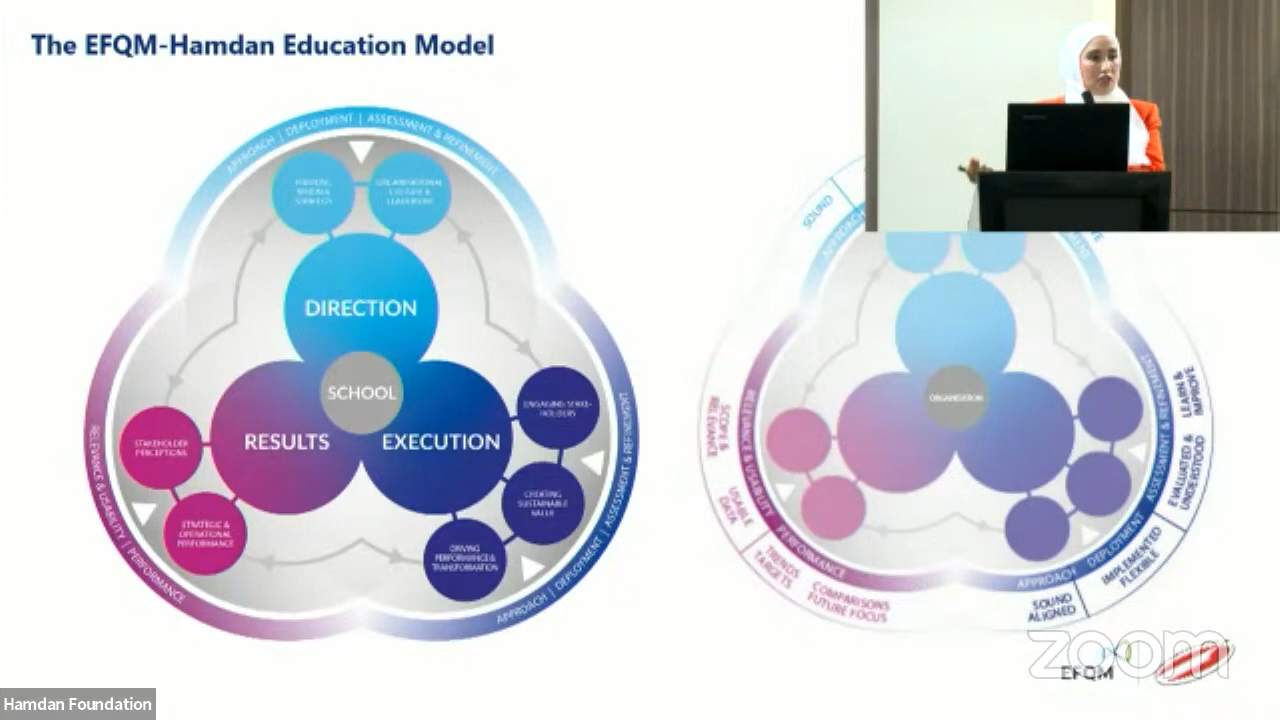 The EFQM-Hamdan Education Model
APPROACH | DEPLOYMENT | ASSESSMENT & REFINEMENT
PURPOSE,
VISION &
STRATEGY
ORGANISATIONAL
CULTURE &
LEADERSHIP
DIRECTION
SCHOOL
RESULTS
EXECUTION
STAKEHOLDER
PERCEPTIONS
STRATEGIC &
OPERATIONAL
PERFORMANCE
ENGAGING STAKE-
HOLDERS
CREATING
SUSTAINABLE
VALUE
DRIVING
PERFORMANCE &
TRANSFORMATION
RELEVANCE & USABILITY | PERFORMANCE
APPROACH | DEPLOYMENT | ASSESSMENT & REFINEMENT
SOUND
APPROACH
ORGANISATION
SCOPE &
RELEVANCE
USABLE
DATA
RELEVANCE & USABILITY
PERFORMANCE
TRENDS
TARGETS
COMPARISONS
FUTURE FOCUS
APPROACH
DEPLOYMENT
ASSESSMENT & REFINEMENT
SOUND
ALIGNED
IMPLEMENTED
FLEXIBLE
EVALUATED &
UNDERSTOOD
LEARN &
IMPROVE
zoom
EFQM
Hamdan Foundation